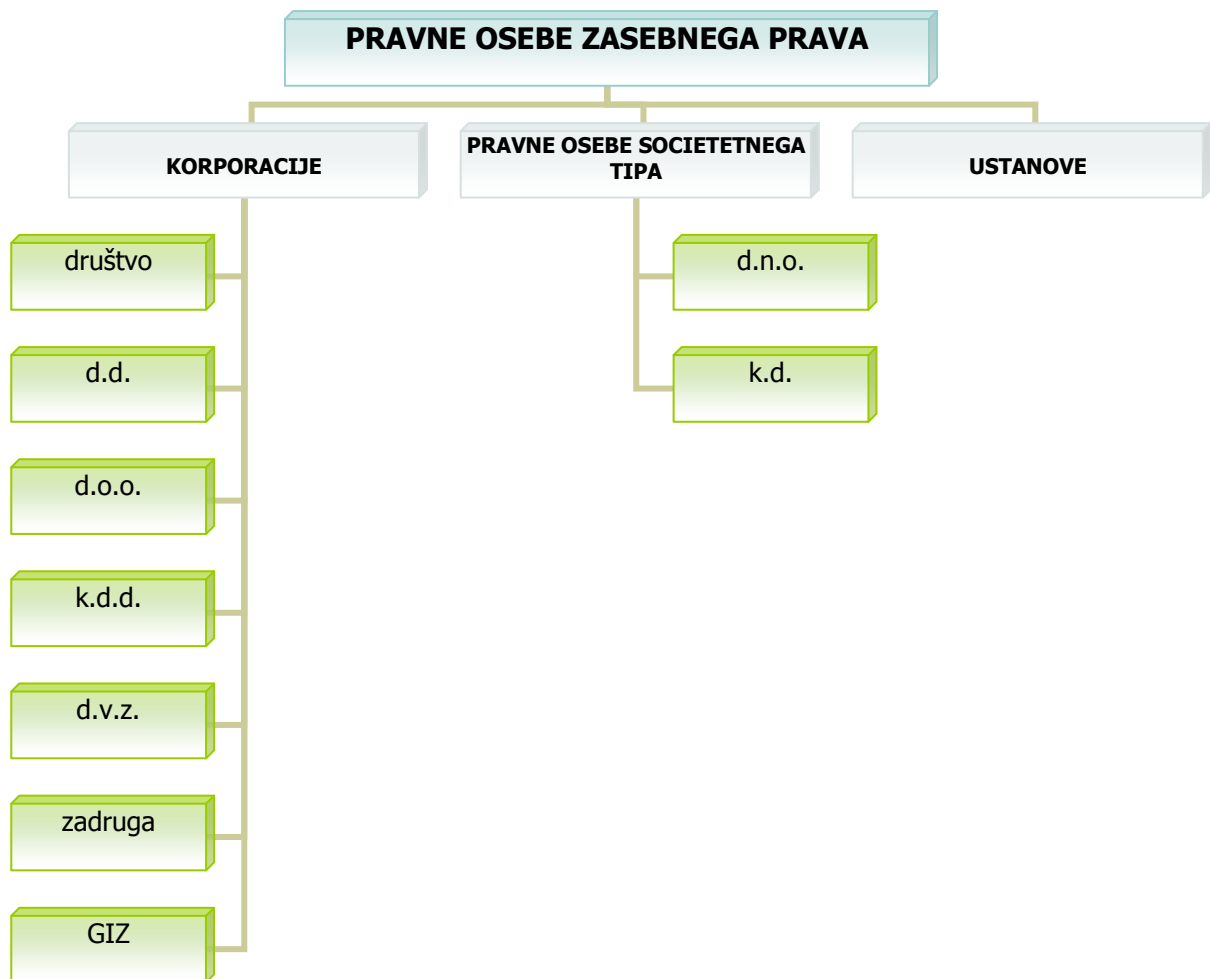 PRAVNE OSEBE ZASEBNEGA PRAVA
KORPORACIJE
PRAVNE OSEBE SOCIETETNEGA
TIPA
USTANOVE
društvo
d.d.
d.o.o.
k.d.d.
d.v.z.
zadruga
GIZ
d.n.o.
k.d.